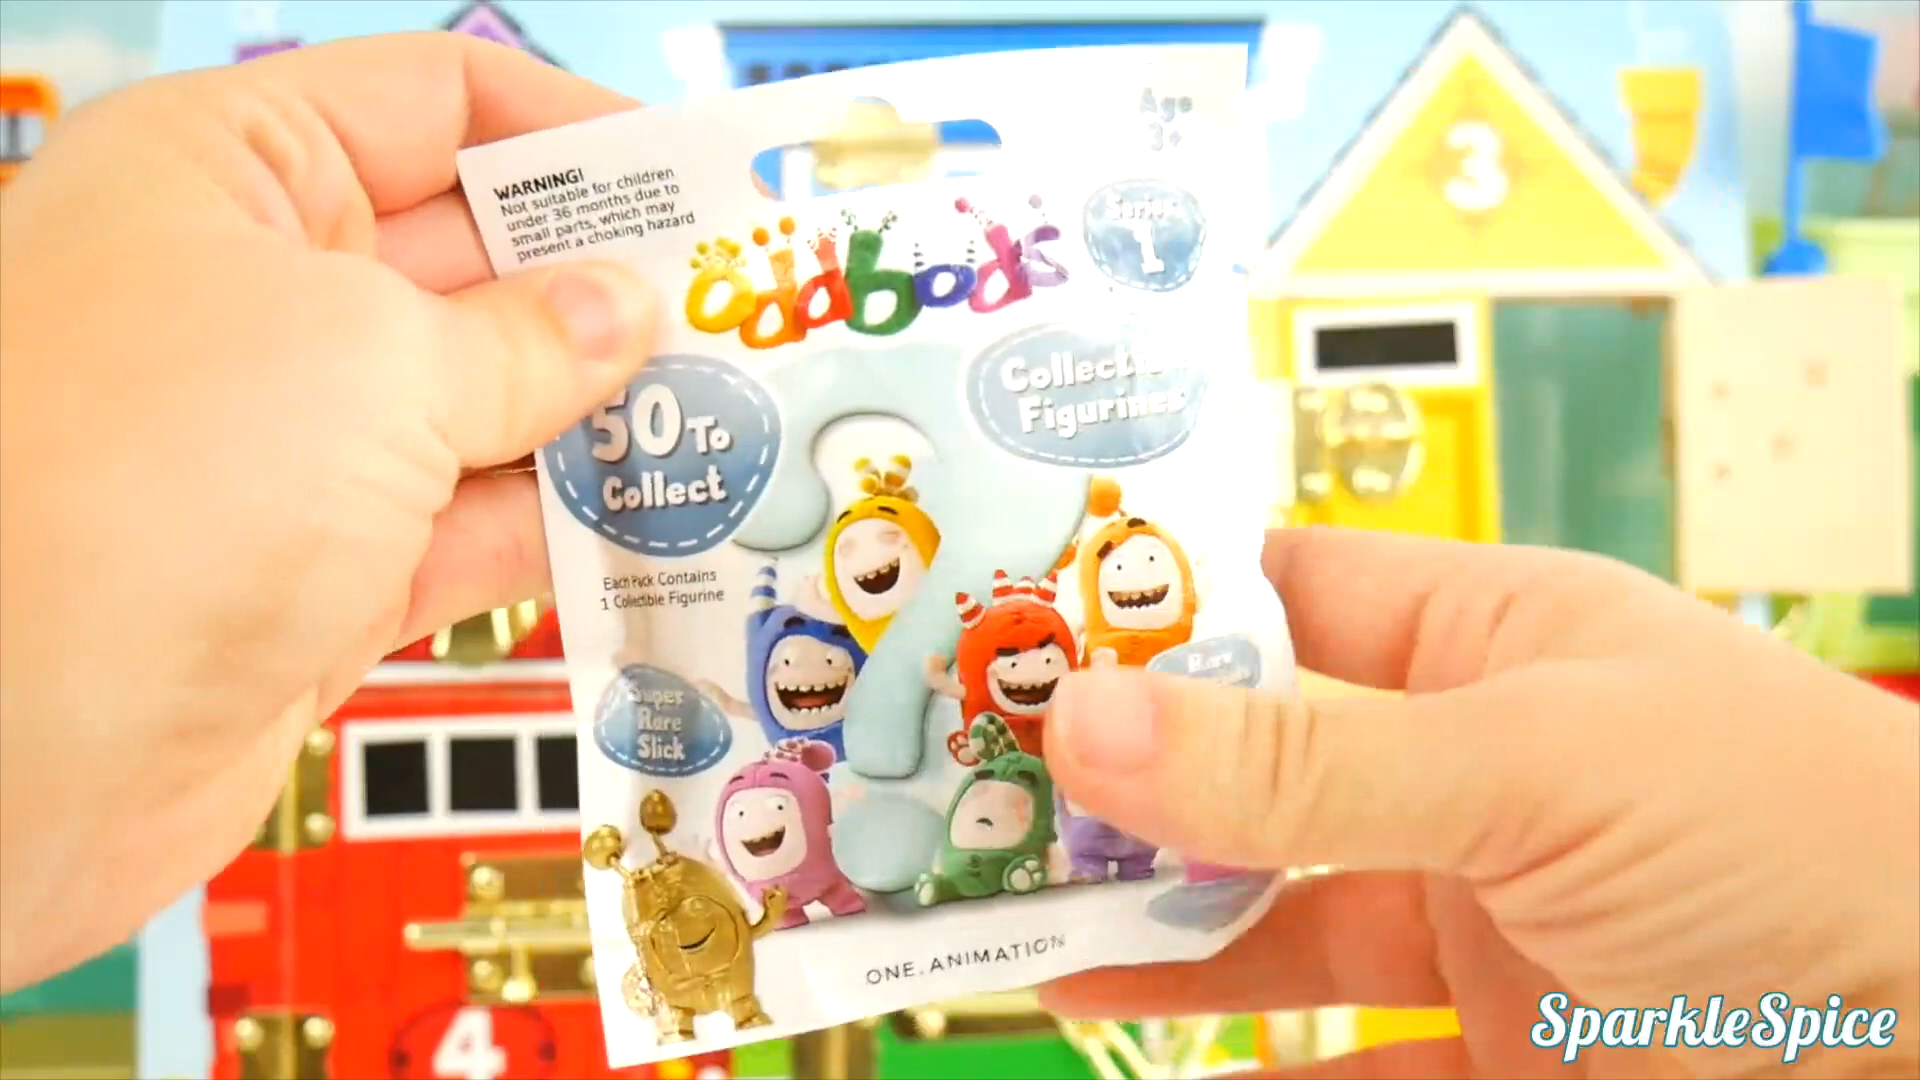 Age
3+
WARNING!
Not suitable for children
under 36 months due to
small parts, which may
present a choking hazard
oddbods
Series
1
50 To
Collect
Figurines
Each Pack Contains
1 Collectible Figurine
Super
Rare
Slick
Rare
ONE.ANIMATION
3
4
SparkleSpice